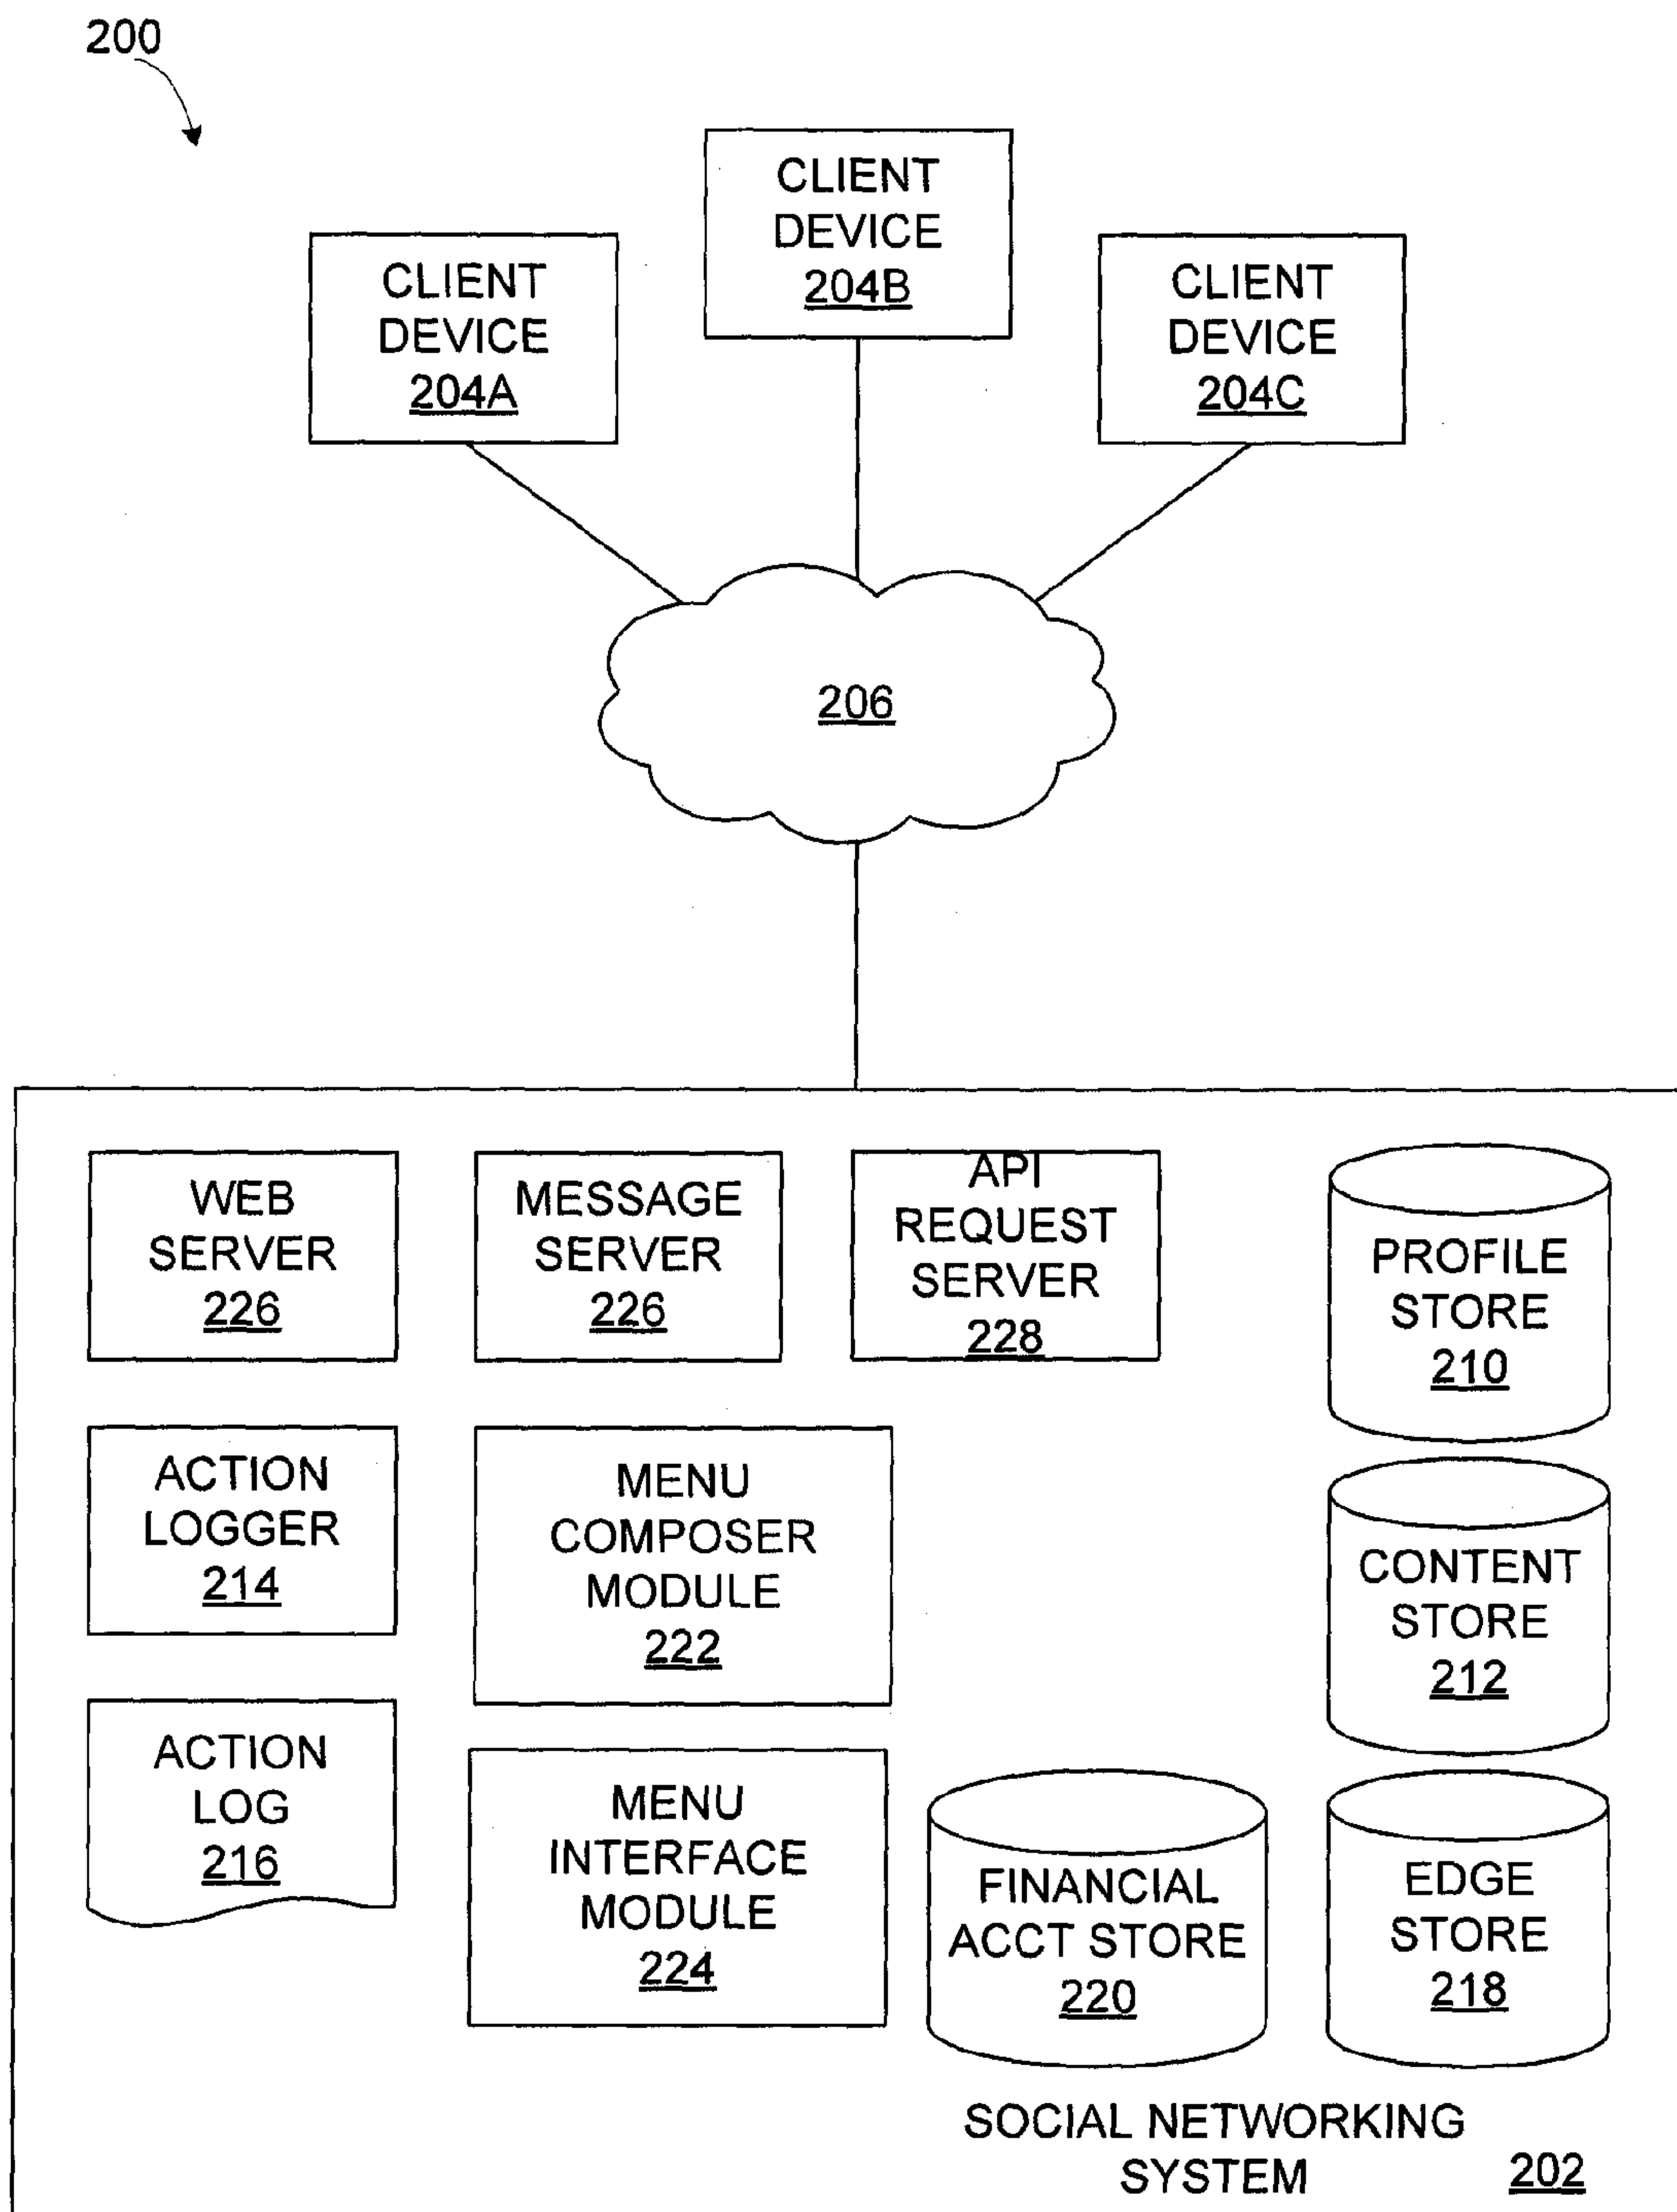 200
CLIENT
DEVICE
204A
CLIENT
DEVICE
204B
CLIENT
DEVICE
204C
206
WEB
SERVER
226
MESSAGE
SERVER
226
API
REQUEST
SERVER
228
PROFILE
STORE
210
ACTION
LOGGER
214
MENU
COMPOSER
MODULE
222
CONTENT
STORE
212
ACTION
LOG
216
MENU
INTERFACE
MODULE
224
FINANCIAL
ACCT STORE
220
EDGE
STORE
218
SOCIAL NETWORKING
SYSTEM
202